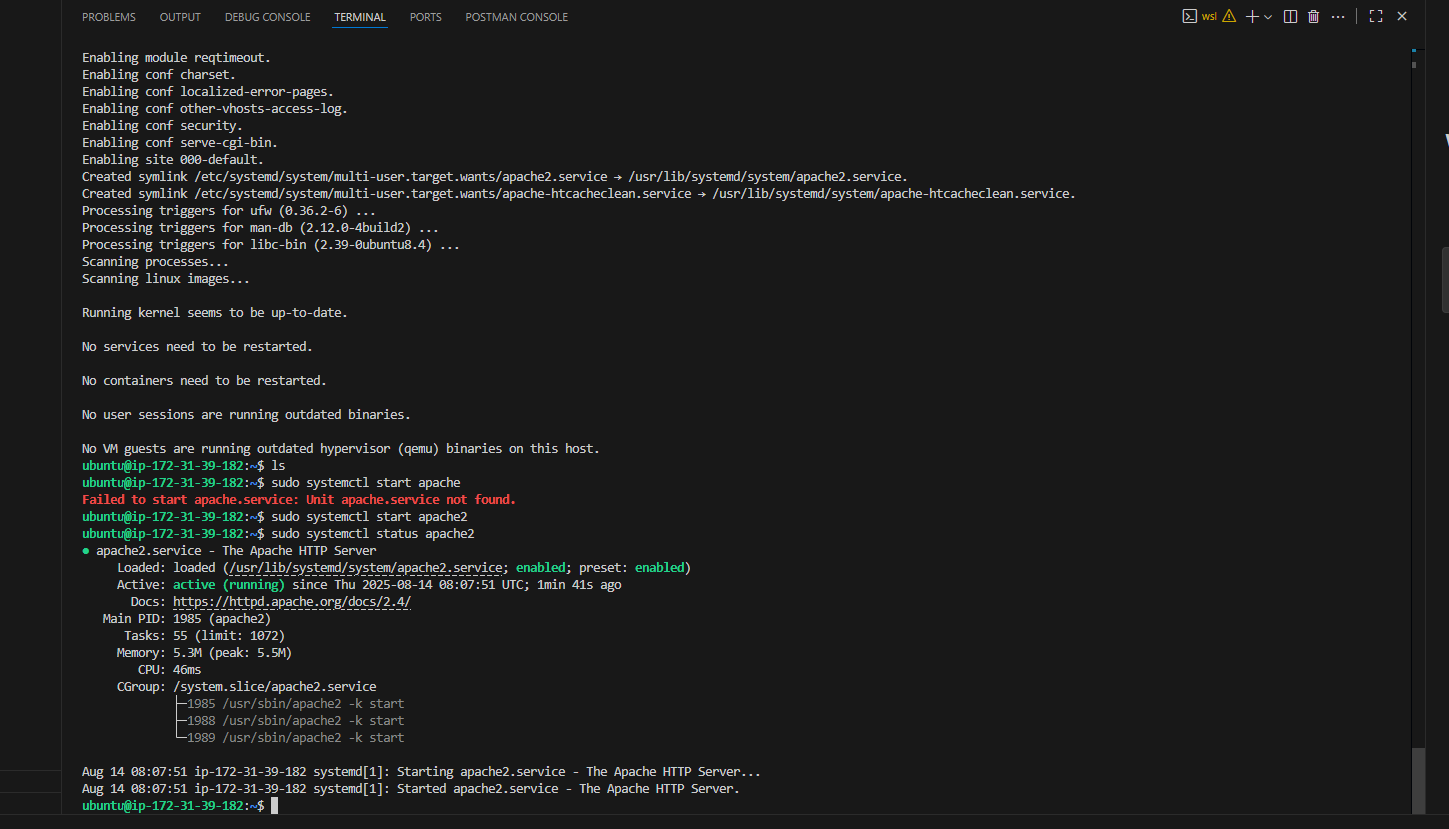 PROBLEMS OUTPUT DEBUG CONSOLE TERMINAL PORTS POSTMAN CONSOLE wsl
Enabling module reqtimeout.
Enabling conf charset.
Enabling conf localized-error-pages.
Enabling conf other-vhosts-access-log.
Enabling conf security.
Enabling conf serve-cgi-bin.
Enabling site 000-default.
Created symlink /etc/systemd/system/multi-user.target.wants/apache2.service → /usr/lib/systemd/system/apache2.service.
Created symlink /etc/systemd/system/multi-user.target.wants/apache-htcacheclean.service → /usr/lib/systemd/system/apache-htcacheclean.service.
Processing triggers for ufw (0.36.2-6) ...
Processing triggers for man-db (2.12.0-4build2) ...
Processing triggers for libc-bin (2.39-0ubuntu8.4) ...
Scanning processes...
Scanning linux images...
Running kernel seems to be up-to-date.
No services need to be restarted.
No containers need to be restarted.
No user sessions are running outdated binaries.
No VM guests are running outdated hypervisor (qemu) binaries on this host.
ubuntu@ip-172-31-39-182:~$ ls
ubuntu@ip-172-31-39-182:~$ sudo systemctl start apache
Failed to start apache.service: Unit apache.service not found.
ubuntu@ip-172-31-39-182:~$ sudo systemctl start apache2
ubuntu@ip-172-31-39-182:~$ sudo systemctl status apache2
● apache2.service - The Apache HTTP Server
Loaded: loaded (/usr/lib/systemd/system/apache2.service; enabled; preset: enabled)
Active: active (running) since Thu 2025-08-14 08:07:51 UTC; 1min 41s ago
Docs: https://httpd.apache.org/docs/2.4/
Main PID: 1985 (apache2)
Tasks: 55 (limit: 1072)
Memory: 5.3M (peak: 5.5M)
CPU: 46ms
CGroup: /system.slice/apache2.service
├─1985 /usr/sbin/apache2 -k start
├─1988 /usr/sbin/apache2 -k start
└─1989 /usr/sbin/apache2 -k start
Aug 14 08:07:51 ip-172-31-39-182 systemd[1]: Starting apache2.service - The Apache HTTP Server...
Aug 14 08:07:51 ip-172-31-39-182 systemd[1]: Started apache2.service - The Apache HTTP Server.
ubuntu@ip-172-31-39-182:~$